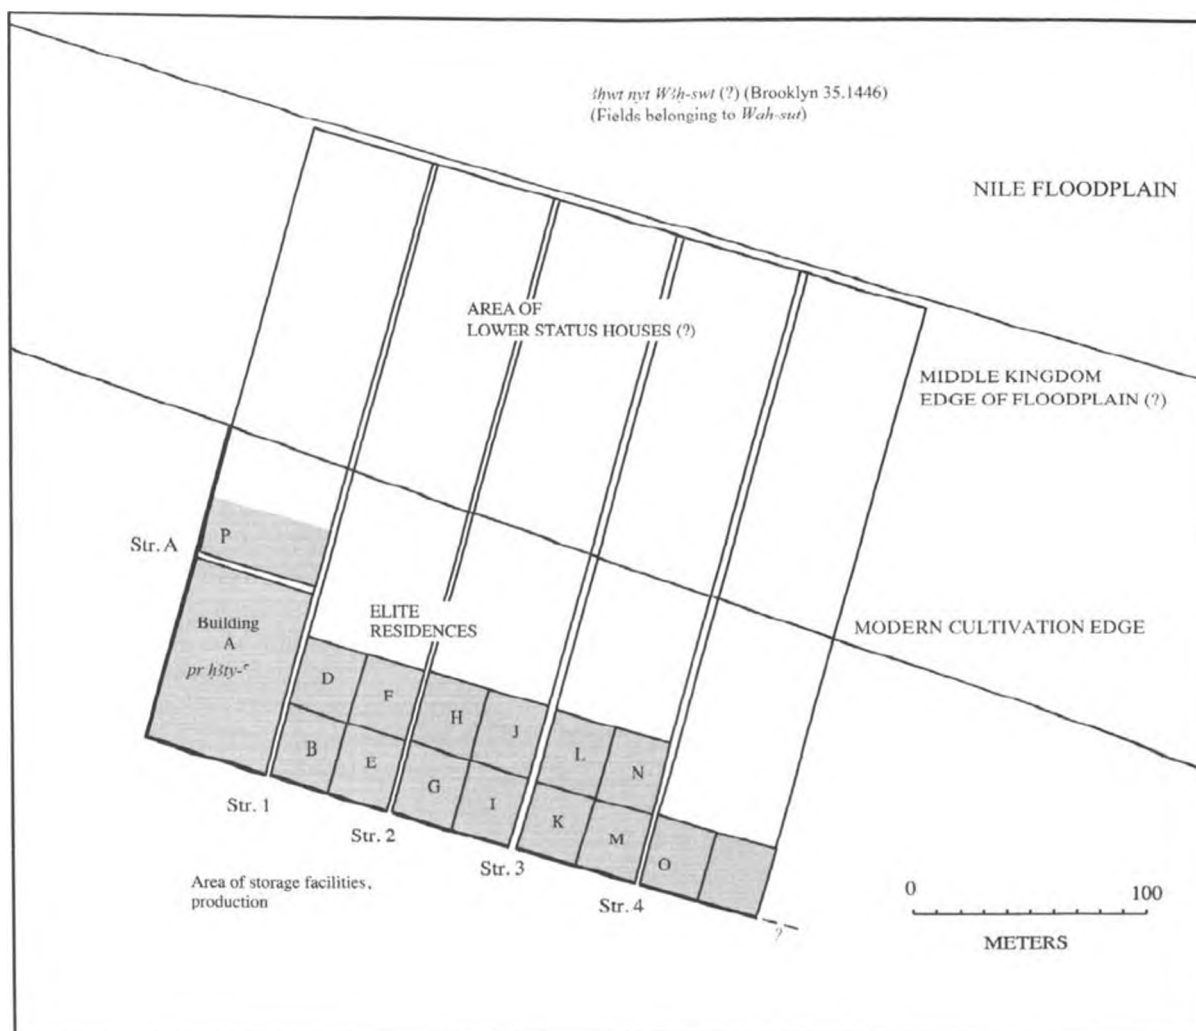 ꜣḥwt nyt Wꜣḥ-swt (?) (Brooklyn 35.1446)
(Fields belonging to Wah-sut)
NILE FLOODPLAIN
AREA OF
LOWER STATUS HOUSES (?)
MIDDLE KINGDOM
EDGE OF FLOODPLAIN (?)
P
Str. A
Building
A
pr ḥꜣty-ꜥ
ELITE
RESIDENCES
MODERN CULTIVATION EDGE
D
F
H
J
L
N
B
E
G
I
K
M
O
Str. 1
Str. 2
Str. 3
Str. 4
Area of storage facilities,
production
?
0 100
METERS